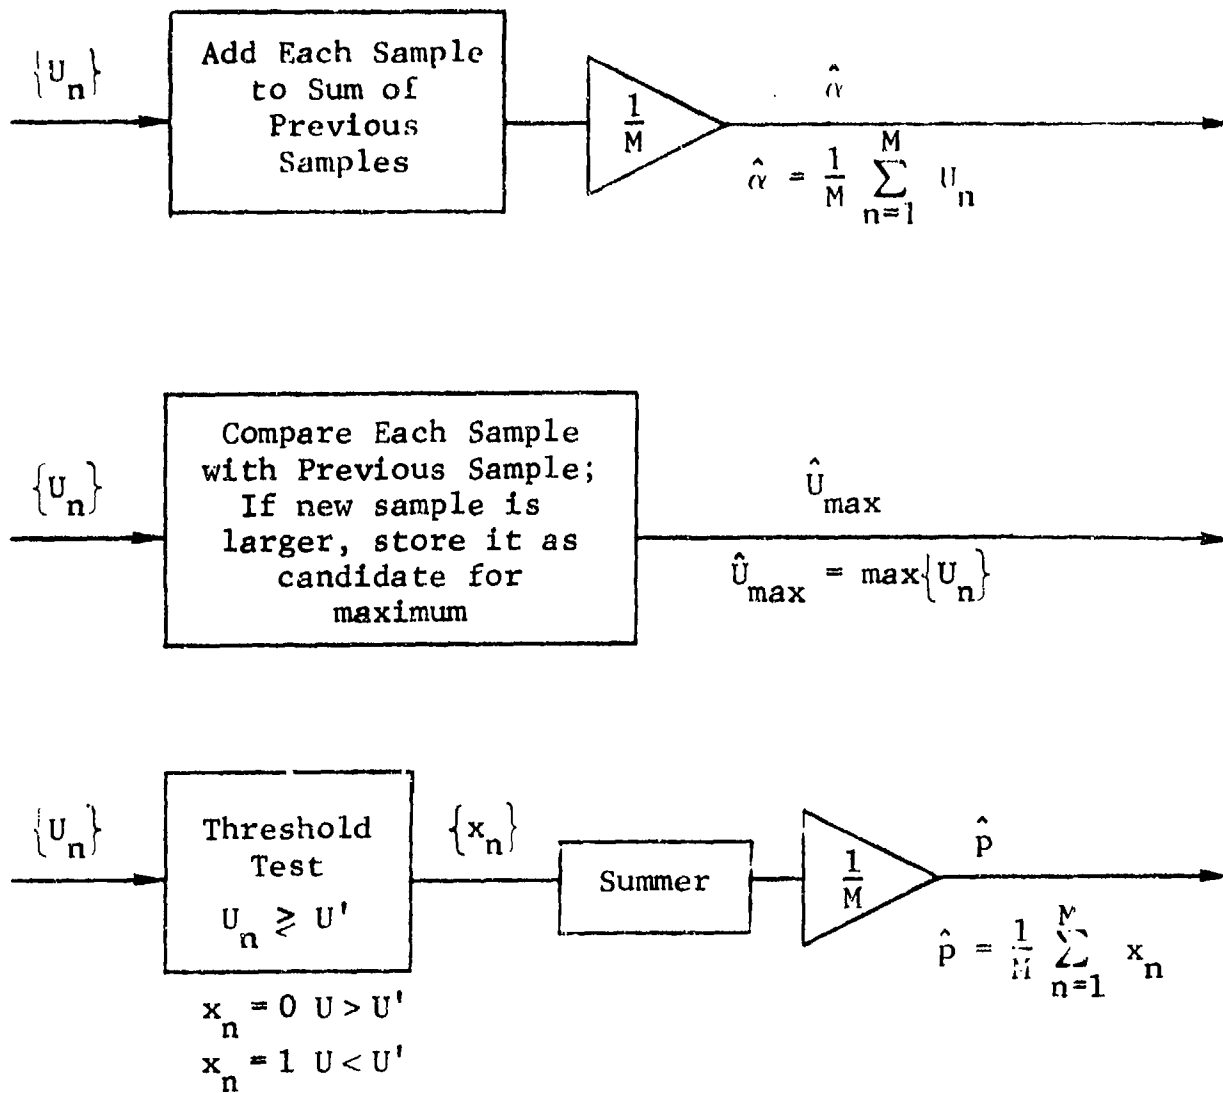 {U_n}
Add Each Sample
to Sum of
Previous
Samples
1/M
α̂
α̂ = 1/M ∑_{n=1}^{M} U_n
{U_n}
Compare Each Sample
with Previous Sample;
If new sample is
larger, store it as
candidate for
maximum
Û_max
Û_max = max{U_n}
{U_n}
Threshold
Test
U_n ≷ U'
{x_n}
Summer
1/M
p̂
p̂ = 1/M ∑_{n=1}^{M} x_n
x_n = 0 U > U'
x_n = 1 U < U'